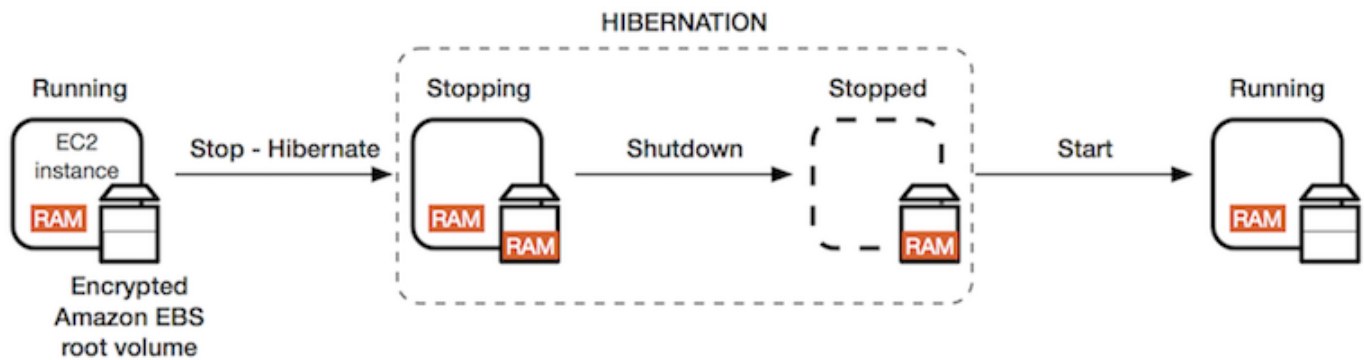 HIBERNATION
Running
Stopping
Stopped
Running
EC2
instance
Stop - Hibernate
Shutdown
Start
RAM
RAM
RAM
RAM
RAM
Encrypted
Amazon EBS
root volume